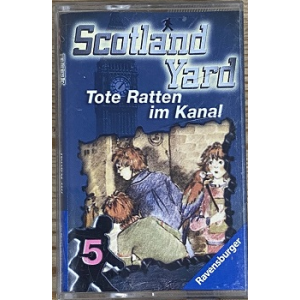 Scotland
Yard
Tote Ratten
im Kanal
5
Ravensburger